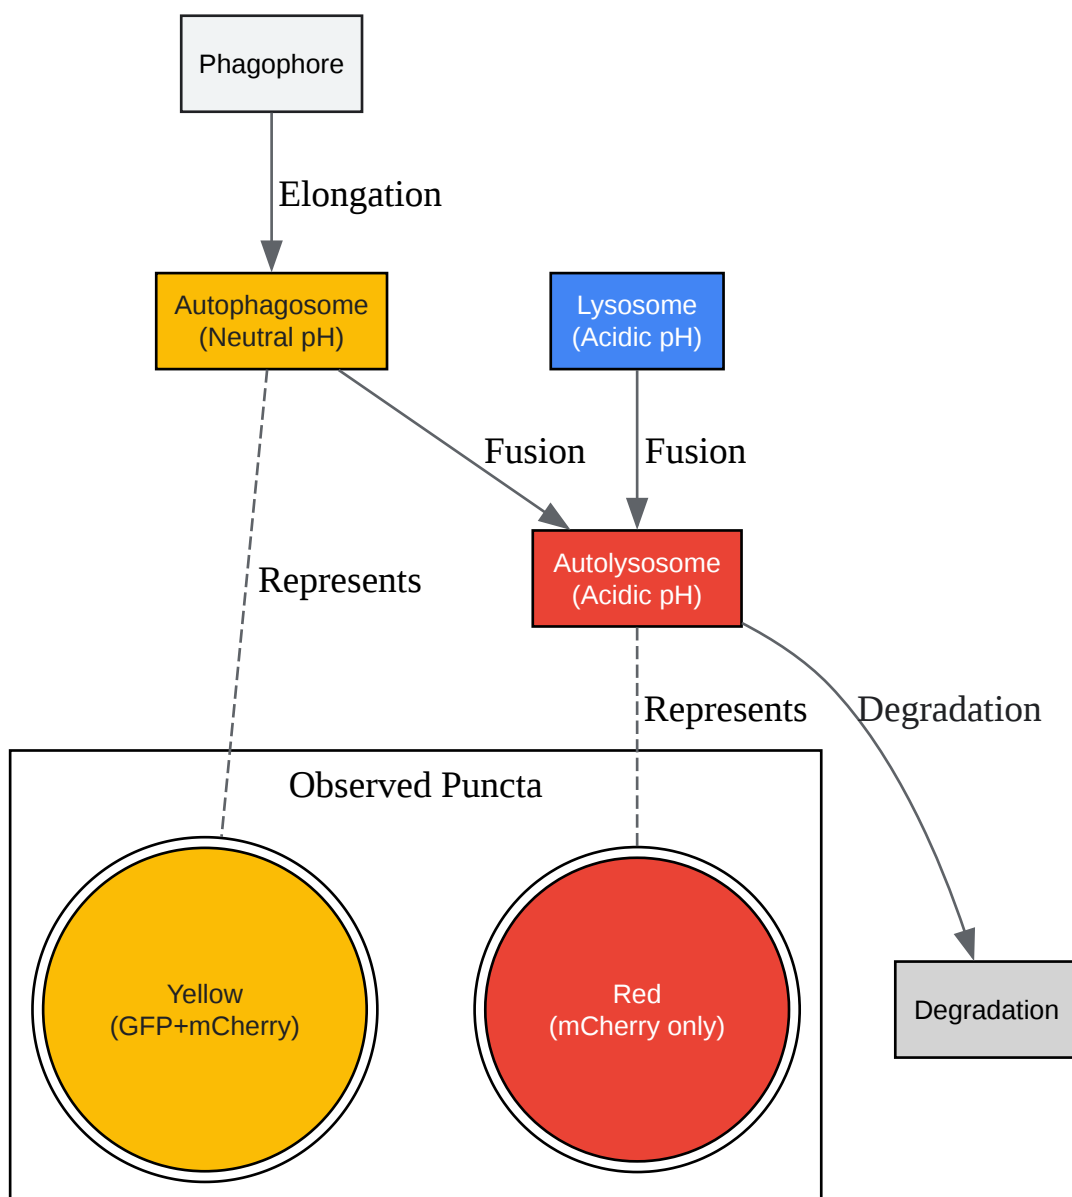 Phagophore
Elongation
Autophagosome
(Neutral pH)
Lysosome
(Acidic pH)
Fusion
Fusion
Autolysosome
(Acidic pH)
Represents
Represents
Degradation
Observed Puncta
Yellow
(GFP+mCherry)
Red
(mCherry only)
Degradation